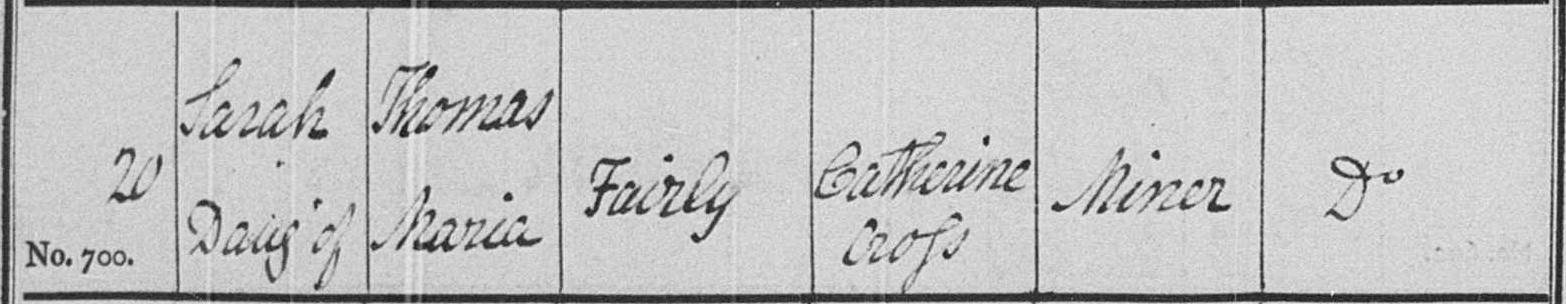 20
No. 700.
Sarah
Daug' of
Thomas
Maria
Fairly
Catherine
Croſs
Miner
Do